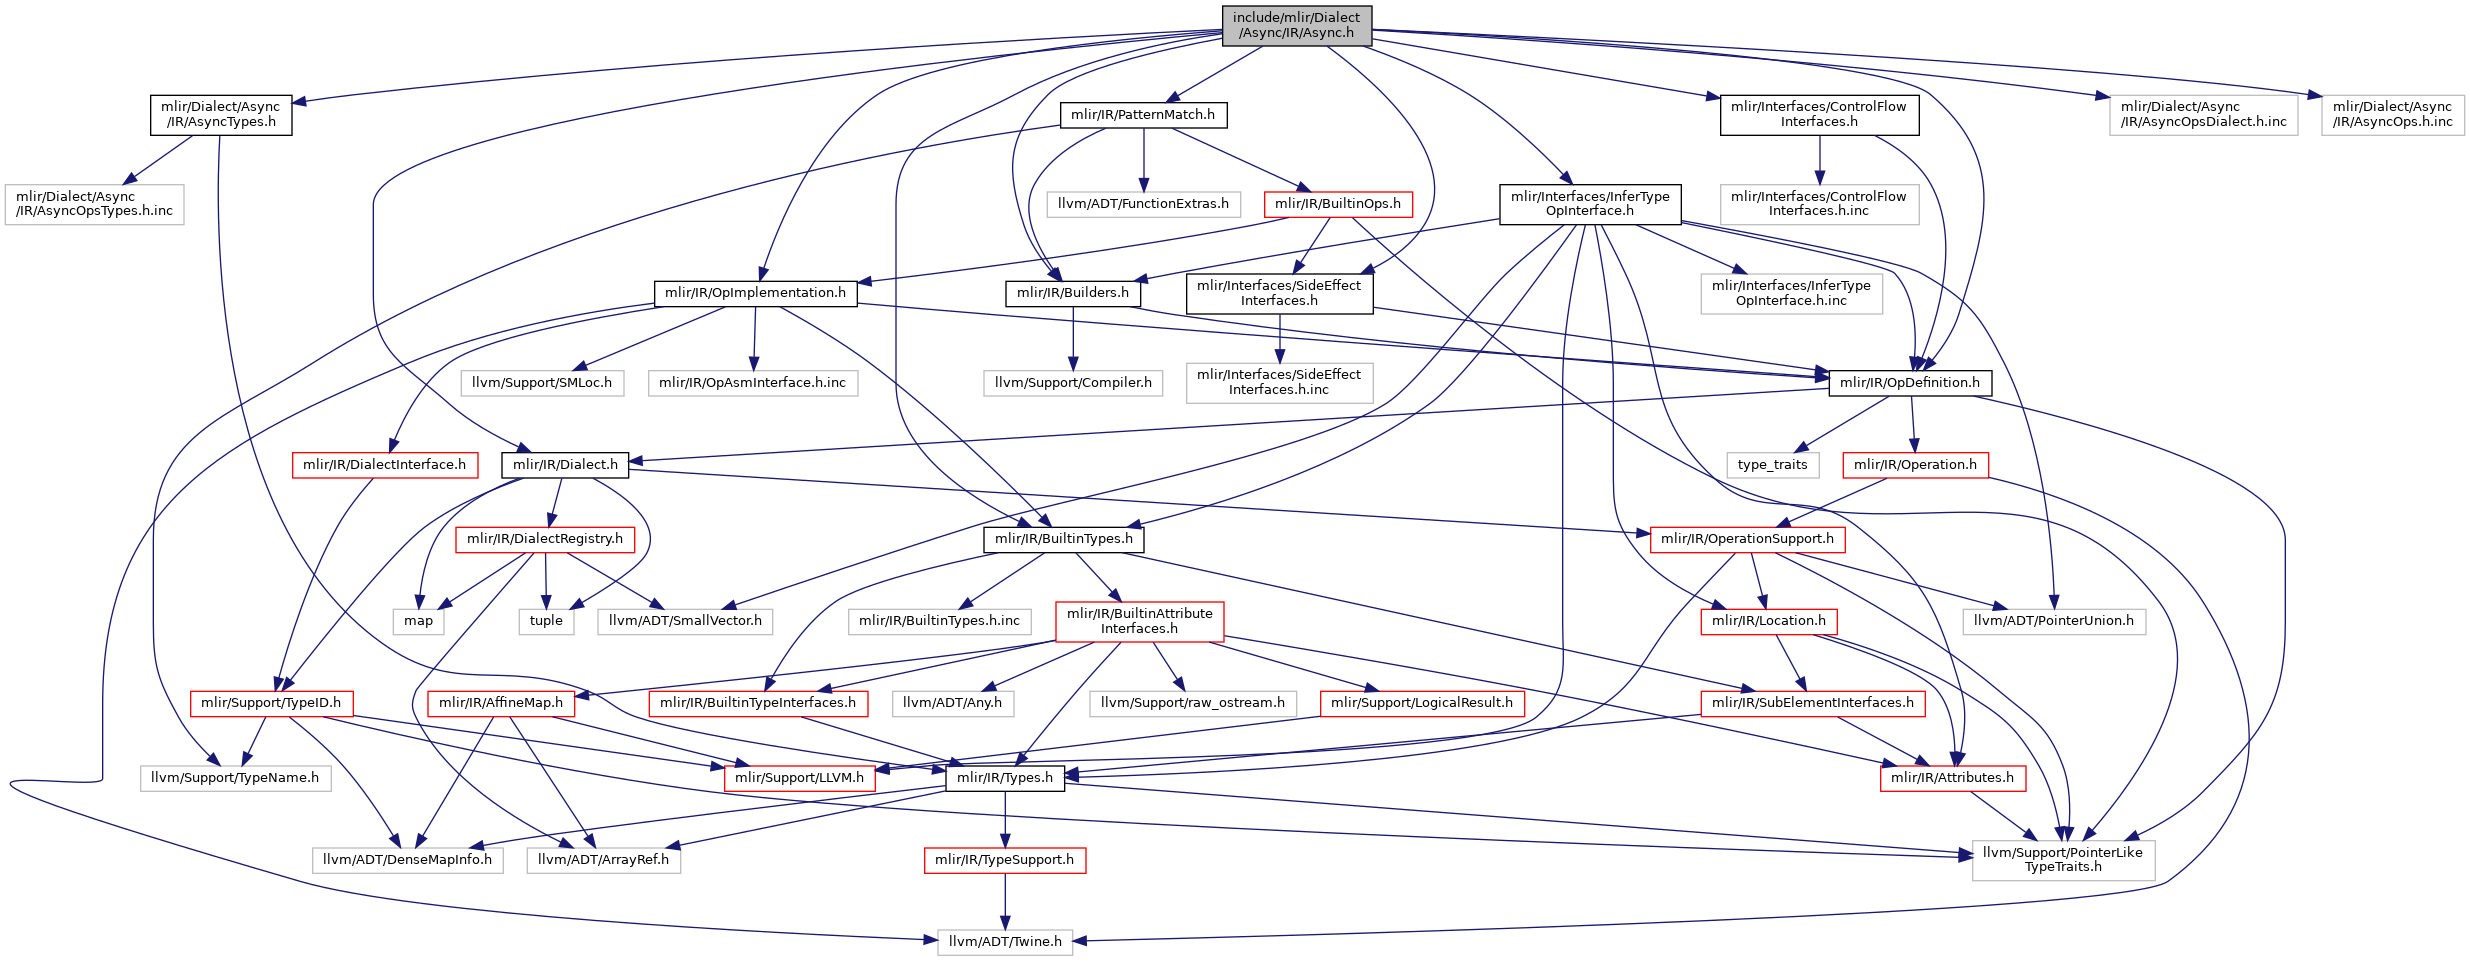 include/mlir/Dialect
/Async/IR/Async.h
mlir/Dialect/Async
/IR/AsyncTypes.h
mlir/IR/PatternMatch.h
mlir/Interfaces/ControlFlow
Interfaces.h
mlir/Dialect/Async
/IR/AsyncOpsDialect.h.inc
mlir/Dialect/Async
/IR/AsyncOps.h.inc
mlir/Dialect/Async
/IR/AsyncOpsTypes.h.inc
llvm/ADT/FunctionExtras.h
mlir/IR/BuiltinOps.h
mlir/Interfaces/InferType
OpInterface.h
mlir/Interfaces/ControlFlow
Interfaces.h.inc
mlir/IR/OpImplementation.h
mlir/IR/Builders.h
mlir/Interfaces/SideEffect
Interfaces.h
mlir/Interfaces/InferType
OpInterface.h.inc
llvm/Support/SMLoc.h
mlir/IR/OpAsmInterface.h.inc
llvm/Support/Compiler.h
mlir/Interfaces/SideEffect
Interfaces.h.inc
mlir/IR/OpDefinition.h
mlir/IR/DialectInterface.h
mlir/IR/Dialect.h
type_traits
mlir/IR/Operation.h
mlir/IR/DialectRegistry.h
mlir/IR/BuiltinTypes.h
mlir/IR/OperationSupport.h
map
tuple
llvm/ADT/SmallVector.h
mlir/IR/BuiltinTypes.h.inc
mlir/IR/BuiltinAttribute
Interfaces.h
mlir/IR/Location.h
llvm/ADT/PointerUnion.h
mlir/Support/TypeID.h
mlir/IR/AffineMap.h
mlir/IR/BuiltinTypeInterfaces.h
llvm/ADT/Any.h
llvm/Support/raw_ostream.h
mlir/Support/LogicalResult.h
mlir/IR/SubElementInterfaces.h
llvm/Support/TypeName.h
mlir/Support/LLVM.h
mlir/IR/Types.h
mlir/IR/Attributes.h
llvm/ADT/DenseMapInfo.h
llvm/ADT/ArrayRef.h
mlir/IR/TypeSupport.h
llvm/Support/PointerLike
TypeTraits.h
llvm/ADT/Twine.h